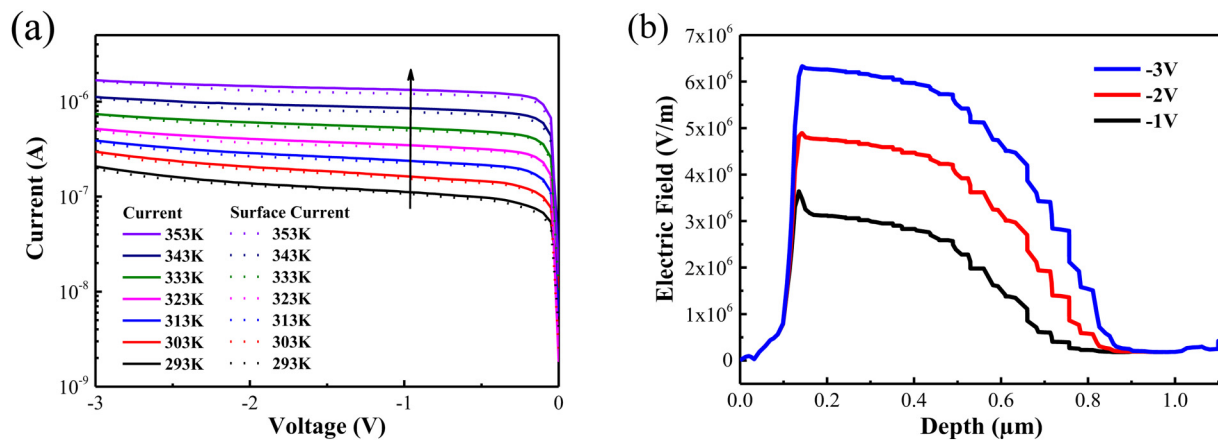 (a)
Current (A)
10⁻⁶
10⁻⁷
10⁻⁸
10⁻⁹
Current Surface Current
353K 353K
343K 343K
333K 333K
323K 323K
313K 313K
303K 303K
293K 293K
-3 -2 -1 0
Voltage (V)
(b)
Electric Field (V/m)
7x10⁶
6x10⁶
5x10⁶
4x10⁶
3x10⁶
2x10⁶
1x10⁶
0
-3V
-2V
-1V
0.0 0.2 0.4 0.6 0.8 1.0
Depth (μm)